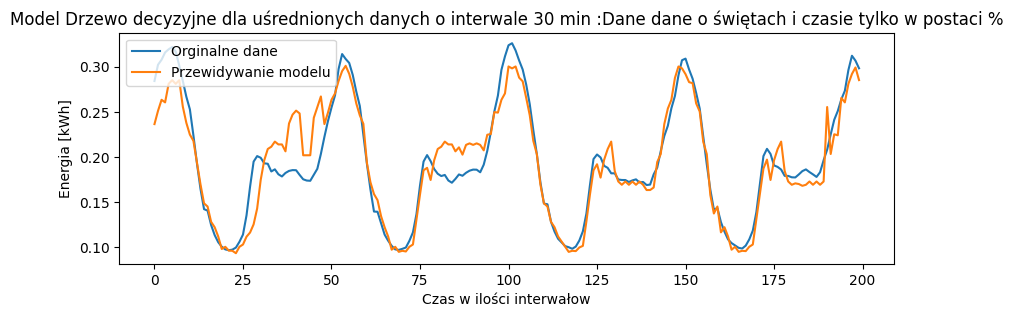 Model Drzewo decyzyjne dla uśrednionych danych o interwale 30 min :Dane dane o świętach i czasie tylko w postaci %
Orginalne dane
Przewidywanie modelu
Energia [kWh]
0.30
0.25
0.20
0.15
0.10
0 25 50 75 100 125 150 175 200
Czas w ilości interwałow